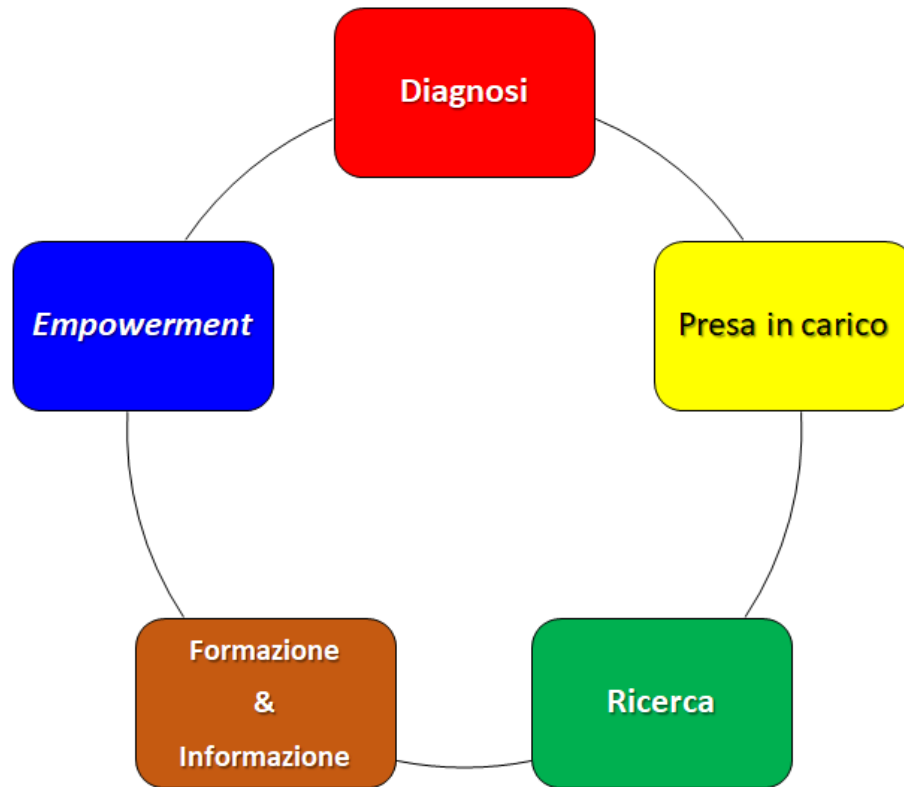 Diagnosi
Empowerment
Presa in carico
Formazione
&
Informazione
Ricerca